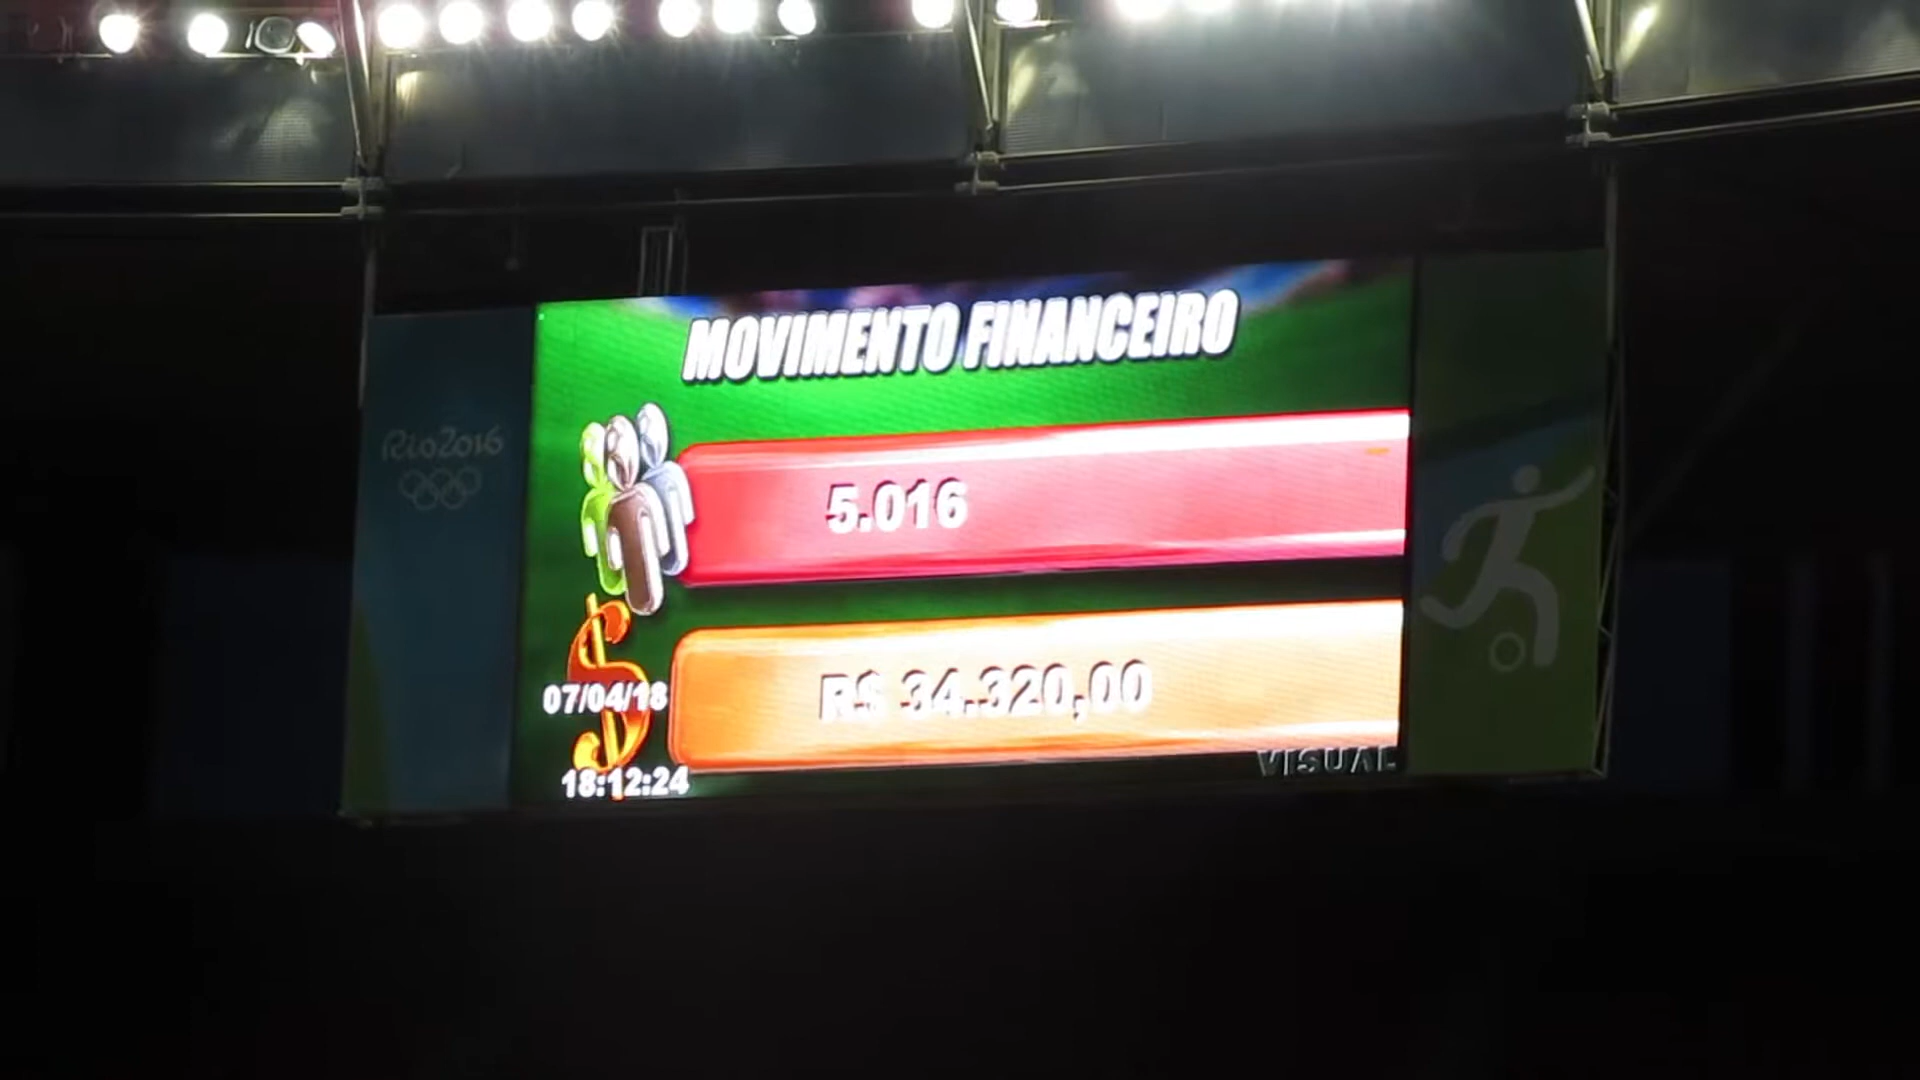 MOVIMENTO FINANCEIRO
Rio2016
5.016
R$ 34.320,00
07/04/18
18:12:24
VISUAL